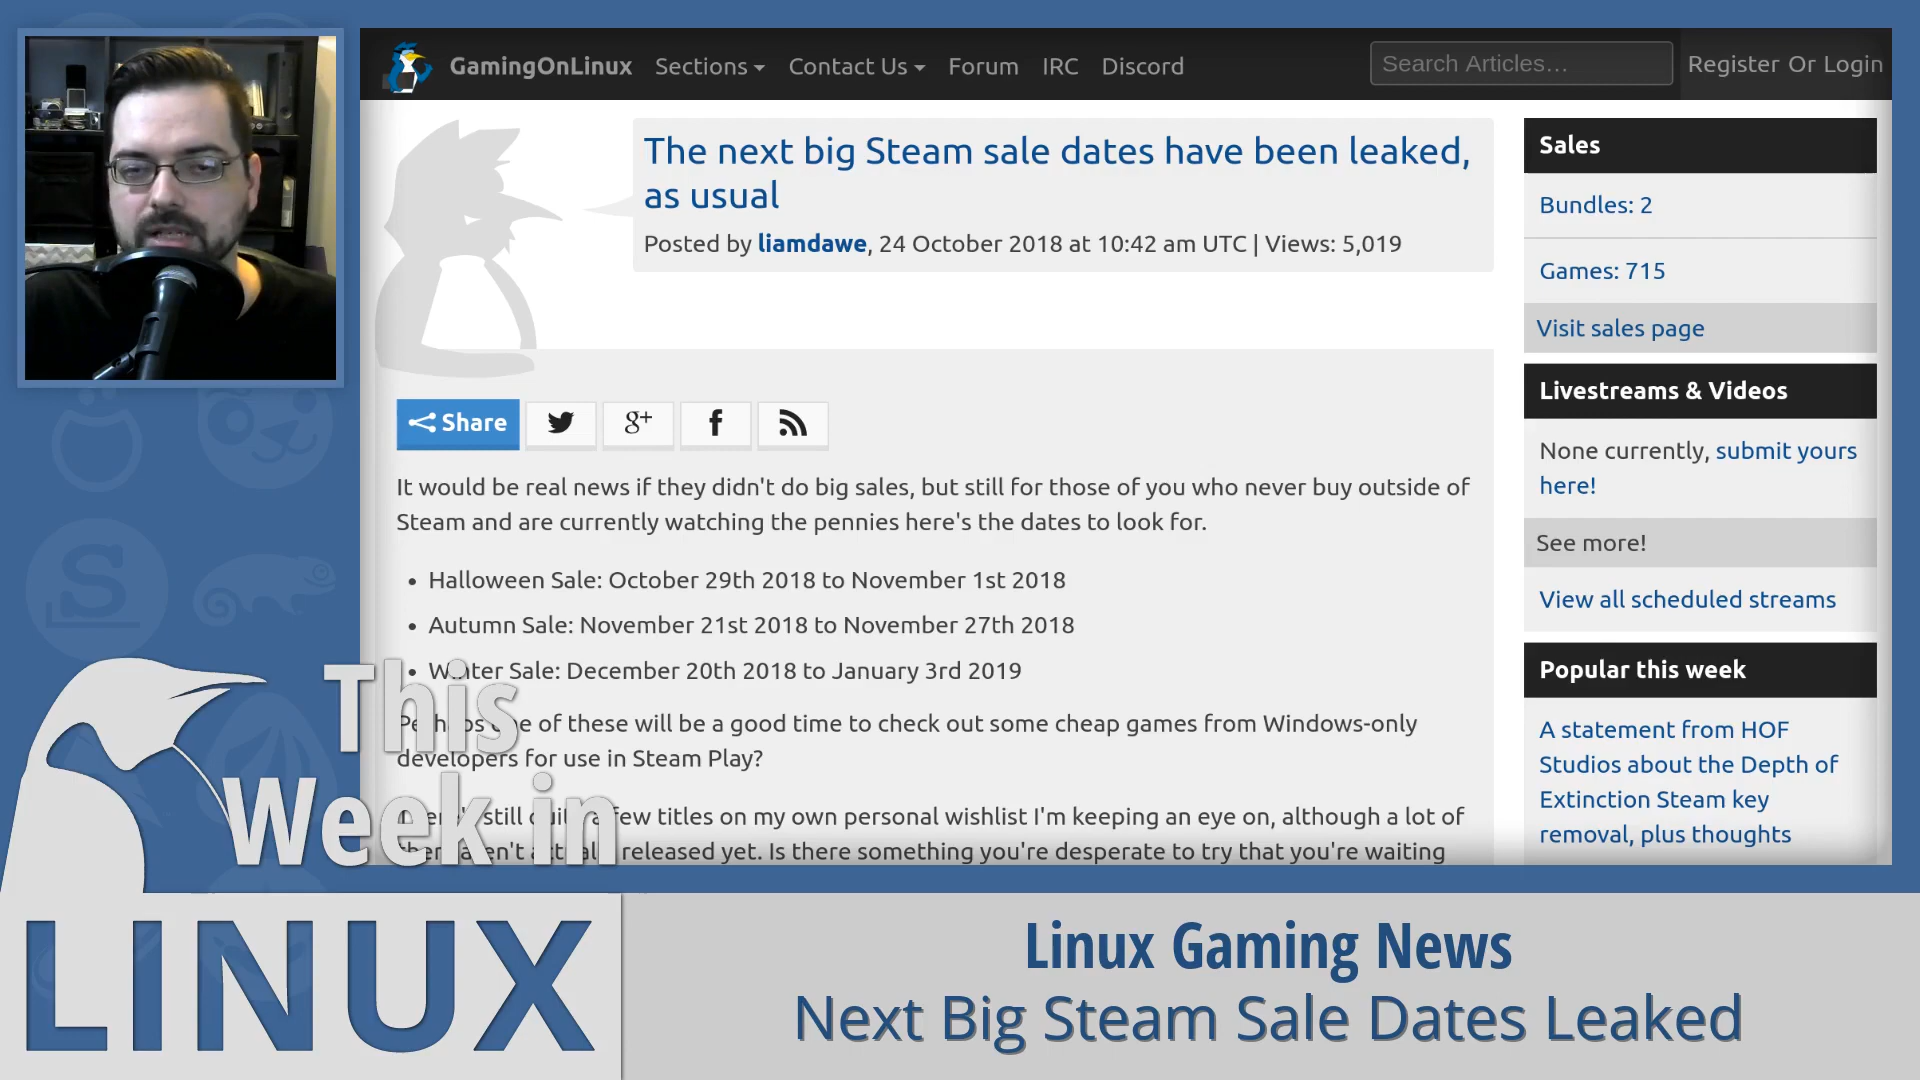 GamingOnLinux Sections Contact Us Forum IRC Discord
Search Articles…
Register Or Login
The next big Steam sale dates have been leaked,
as usual
Posted by liamdawe, 24 October 2018 at 10:42 am UTC | Views: 5,019
Share g+ f
It would be real news if they didn't do big sales, but still for those of you who never buy outside of
Steam and are currently watching the pennies here's the dates to look for.
• Halloween Sale: October 29th 2018 to November 1st 2018
• Autumn Sale: November 21st 2018 to November 27th 2018
• Winter Sale: December 20th 2018 to January 3rd 2019
Perhaps one of these will be a good time to check out some cheap games from Windows-only
developers for use in Steam Play?
still quite a few titles on my own personal wishlist I'm keeping an eye on, although a lot of
them aren't actually released yet. Is there something you're desperate to try that you're waiting
Sales
Bundles: 2
Games: 715
Visit sales page
Livestreams & Videos
None currently, submit yours
here!
See more!
View all scheduled streams
Popular this week
A statement from HOF
Studios about the Depth of
Extinction Steam key
removal, plus thoughts
S
This
Week in
LINUX
Linux Gaming News
Next Big Steam Sale Dates Leaked